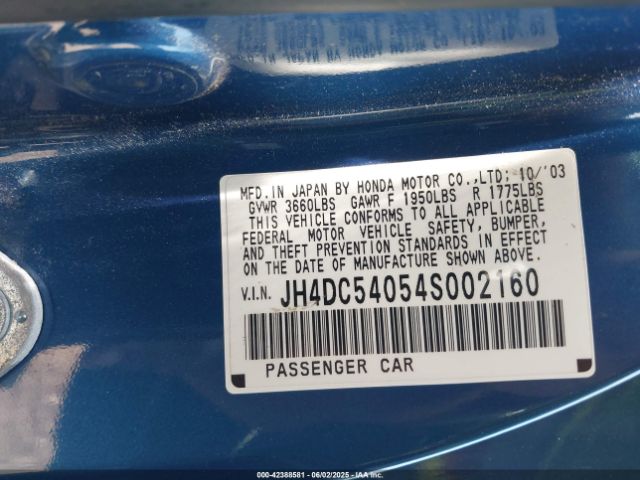 MFD.IN JAPAN BY HONDA MOTOR CO.,LTD; 10/'03
GVWR 3660LBS GAWR F 1950LBS R 1775LBS
THIS VEHICLE CONFORMS TO ALL APPLICABLE
FEDERAL MOTOR VEHICLE SAFETY, BUMPER,
AND THEFT PREVENTION STANDARDS IN EFFECT
ON THE DATE OF MANUFACTURE SHOWN ABOVE.
V.I.N. JH4DC54054S002160
PASSENGER CAR
000-42388581 06/02/2025 IAAI.COM